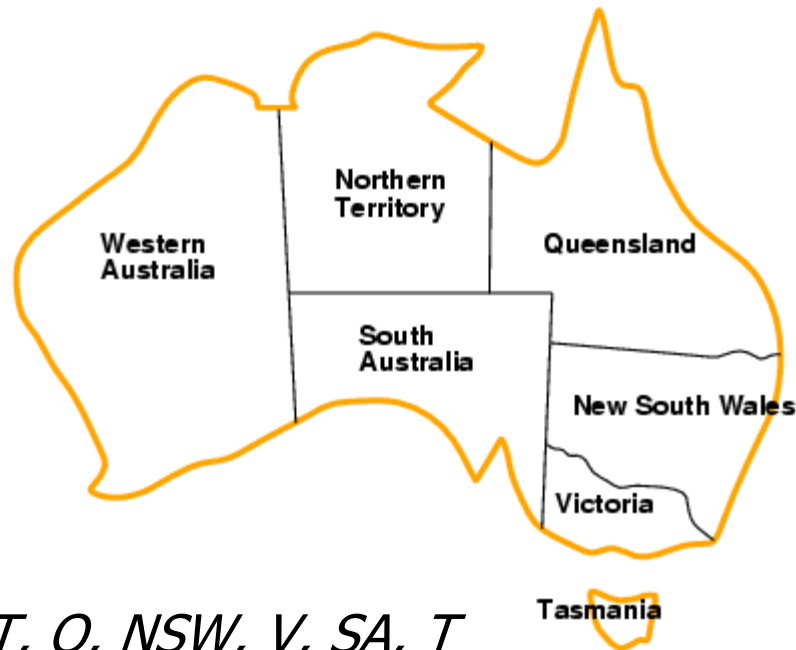 Northern
Territory
Western
Australia
Queensland
South
Australia
New South Wales
Victoria
Tasmania
T, Q, NSW, V, SA, T